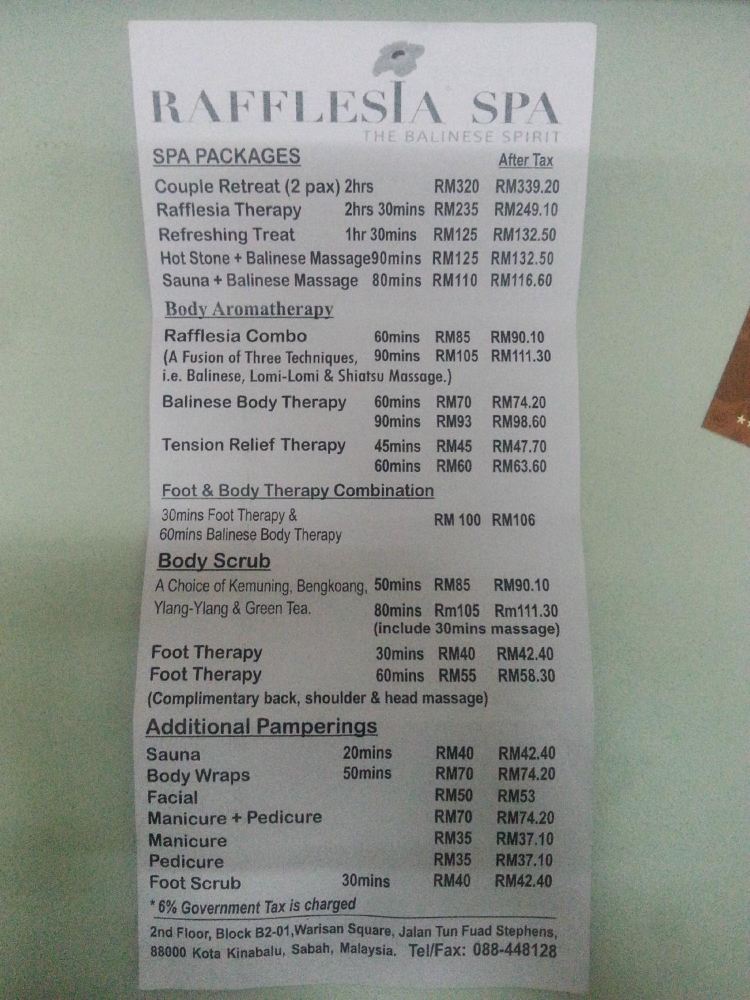 RAFFLESIA SPA
THE BALINESE SPIRIT
SPA PACKAGES After Tax
Couple Retreat (2 pax) 2hrs RM320 RM339.20
Rafflesia Therapy 2hrs 30mins RM235 RM249.10
Refreshing Treat 1hr 30mins RM125 RM132.50
Hot Stone + Balinese Massage90mins RM125 RM132.50
Sauna + Balinese Massage 80mins RM110 RM116.60
Body Aromatherapy
Rafflesia Combo 60mins RM85 RM90.10
(A Fusion of Three Techniques, 90mins RM105 RM111.30
i.e. Balinese, Lomi-Lomi & Shiatsu Massage.)
Balinese Body Therapy 60mins RM70 RM74.20
90mins RM93 RM98.60
Tension Relief Therapy 45mins RM45 RM47.70
60mins RM60 RM63.60
Foot & Body Therapy Combination
30mins Foot Therapy &
RM 100 RM106
60mins Balinese Body Therapy
Body Scrub
A Choice of Kemuning, Bengkoang, 50mins RM85 RM90.10
Ylang-Ylang & Green Tea. 80mins Rm105 Rm111.30
(include 30mins massage)
Foot Therapy 30mins RM40 RM42.40
Foot Therapy 60mins RM55 RM58.30
(Complimentary back, shoulder & head massage)
Additional Pamperings
Sauna 20mins RM40 RM42.40
Body Wraps 50mins RM70 RM74.20
Facial RM50 RM53
Manicure + Pedicure RM70 RM74.20
Manicure RM35 RM37.10
Pedicure RM35 RM37.10
Foot Scrub 30mins RM40 RM42.40
* 6% Government Tax is charged
2nd Floor, Block B2-01,Warisan Square, Jalan Tun Fuad Stephens,
88000 Kota Kinabalu, Sabah, Malaysia. Tel/Fax: 088-448128